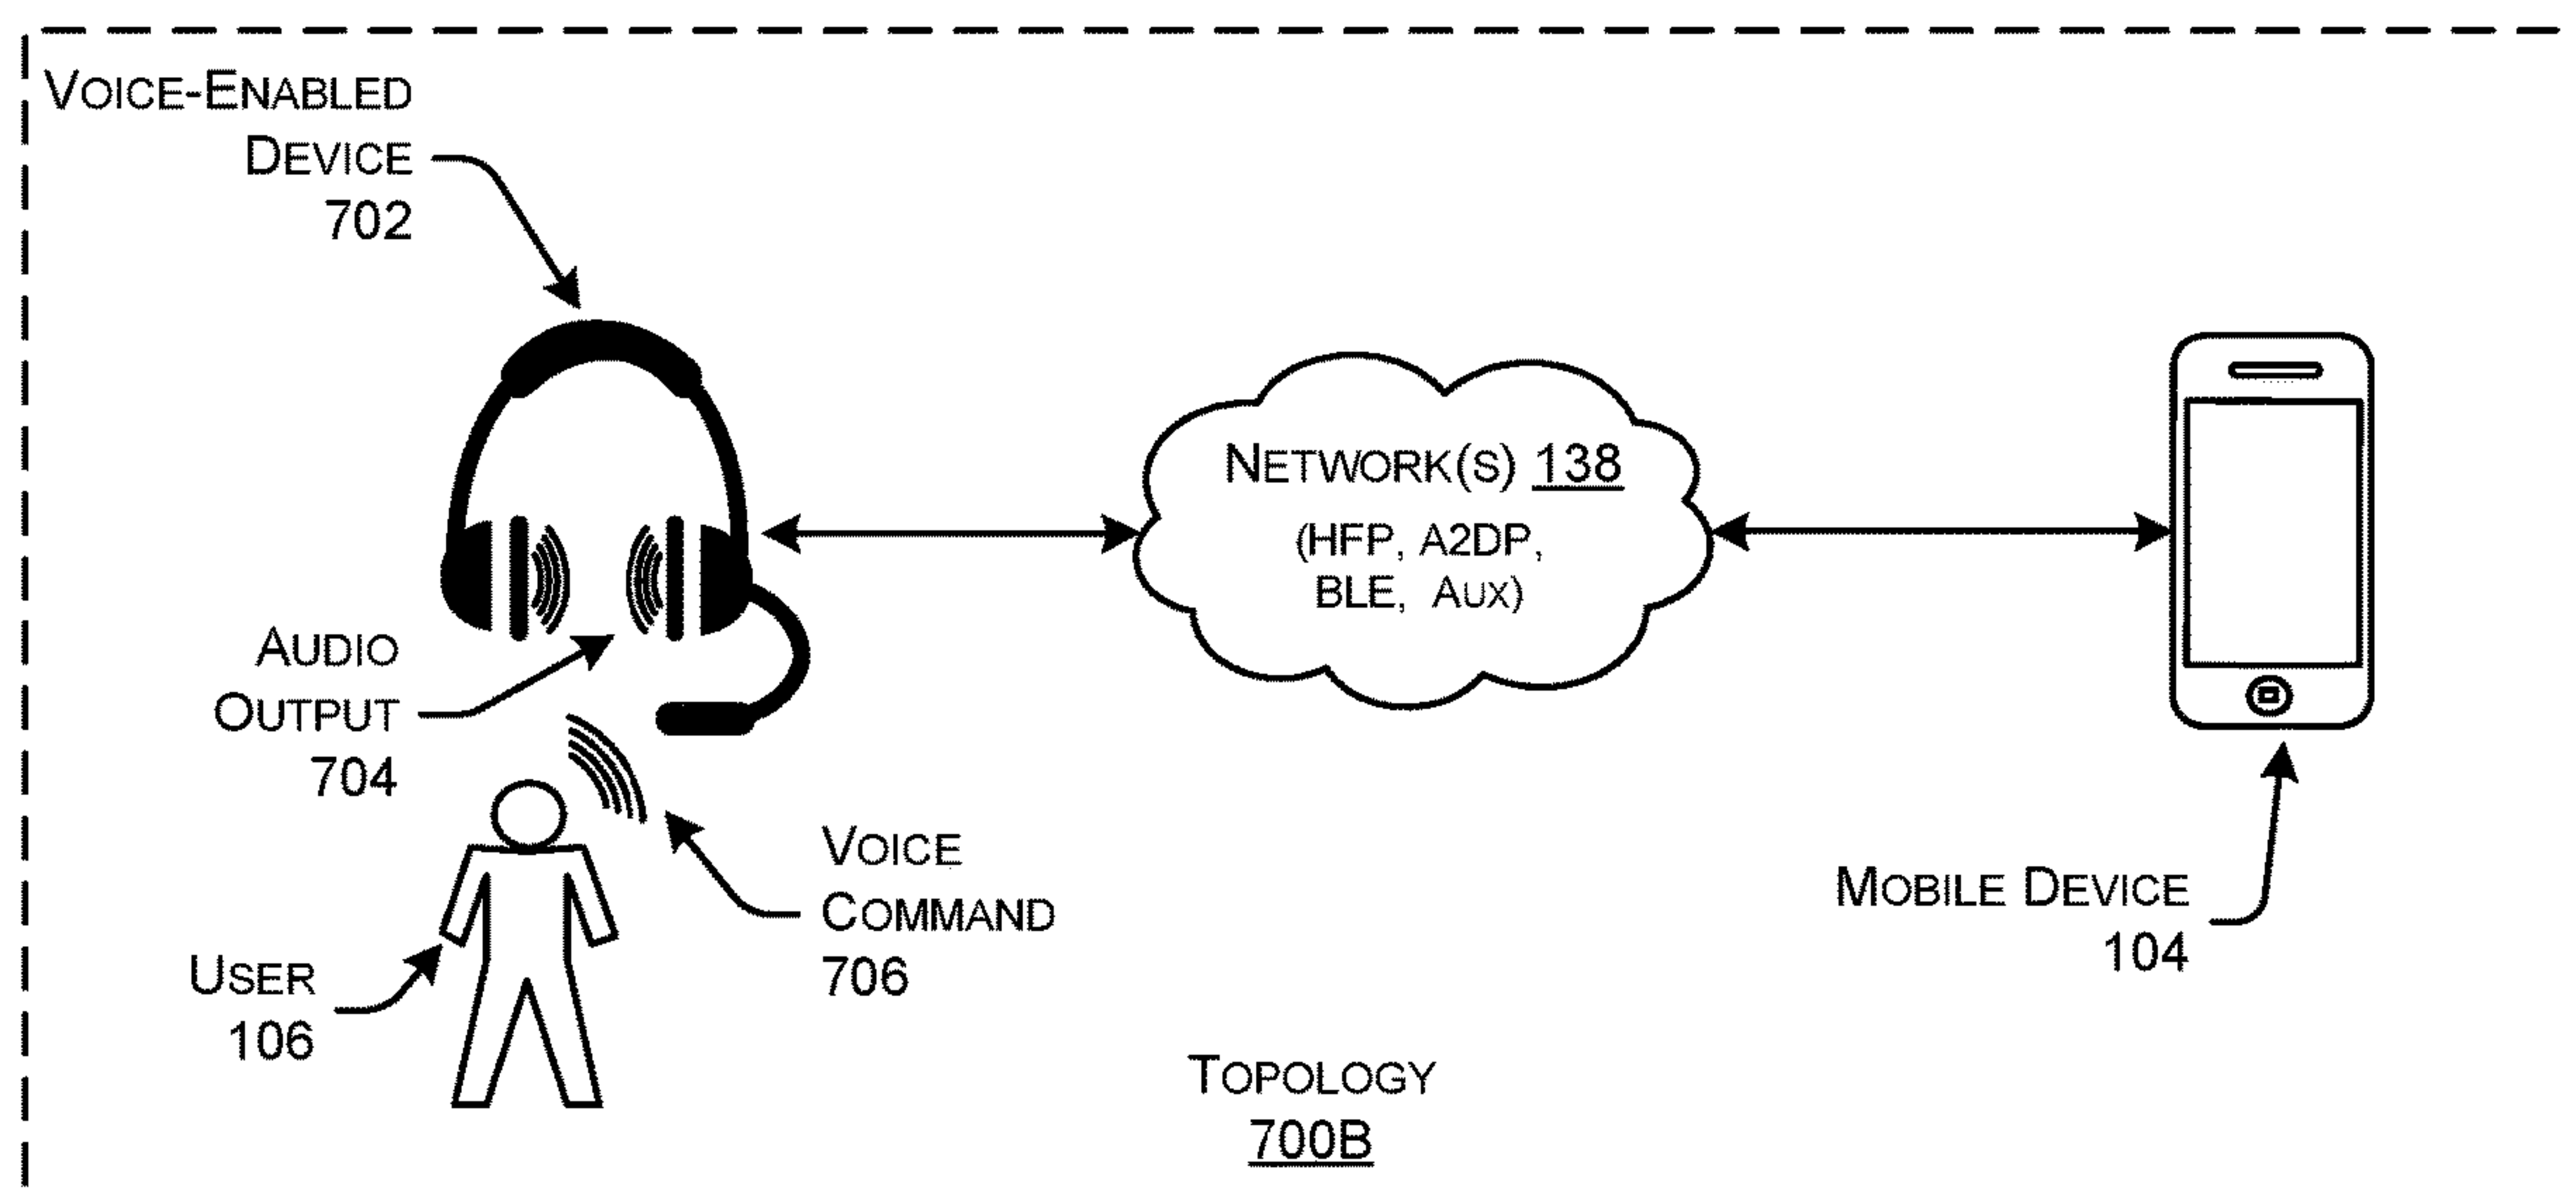 VOICE-ENABLED
DEVICE
702
NETWORK(S) 138
(HFP, A2DP,
BLE, AUX)
AUDIO
OUTPUT
704
VOICE
COMMAND
706
MOBILE DEVICE
104
USER
106
TOPOLOGY
700B